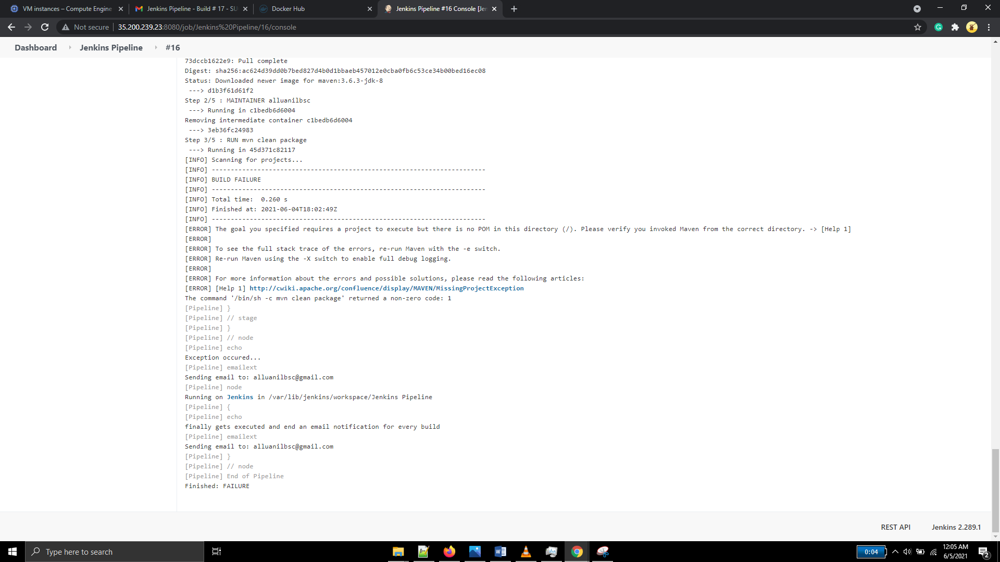 VM instances – Compute Engine
Jenkins Pipeline - Build # 17 - SU
Docker Hub
Jenkins Pipeline #16 Console [Jen
Not secure
35.200.239.23:8080/job/Jenkins%20Pipeline/16/console
Dashboard
Jenkins Pipeline
#16
73dccb1622e9: Pull complete
Digest: sha256:ac624d39dd0b7bed827d4b0d1bbaeb457012e0cba0fb6c53ce34b00bed16ec08
Status: Downloaded newer image for maven:3.6.3-jdk-8
---> d1b3f61d61f2
Step 2/5 : MAINTAINER alluanilbsc
---> Running in c1bedb6d6004
Removing intermediate container c1bedb6d6004
---> 3eb36fc24983
Step 3/5 : RUN mvn clean package
---> Running in 45d371c82117
[INFO] Scanning for projects...
[INFO] ------------------------------------------------------------------------
[INFO] BUILD FAILURE
[INFO] ------------------------------------------------------------------------
[INFO] Total time:  0.260 s
[INFO] Finished at: 2021-06-04T18:02:49Z
[INFO] ------------------------------------------------------------------------
[ERROR] The goal you specified requires a project to execute but there is no POM in this directory (/). Please verify you invoked Maven from the correct directory. -> [Help 1]
[ERROR]
[ERROR] To see the full stack trace of the errors, re-run Maven with the -e switch.
[ERROR] Re-run Maven using the -X switch to enable full debug logging.
[ERROR]
[ERROR] For more information about the errors and possible solutions, please read the following articles:
[ERROR] [Help 1] http://cwiki.apache.org/confluence/display/MAVEN/MissingProjectException
The command '/bin/sh -c mvn clean package' returned a non-zero code: 1
[Pipeline] }
[Pipeline] // stage
[Pipeline] }
[Pipeline] // node
[Pipeline] echo
Exception occured...
[Pipeline] emailext
Sending email to: alluanilbsc@gmail.com
[Pipeline] node
Running on Jenkins in /var/lib/jenkins/workspace/Jenkins Pipeline
[Pipeline] {
[Pipeline] echo
finally gets executed and end an email notification for every build
[Pipeline] emailext
Sending email to: alluanilbsc@gmail.com
[Pipeline] }
[Pipeline] // node
[Pipeline] End of Pipeline
Finished: FAILURE
REST API
Jenkins 2.289.1
Type here to search
0:04
12:05 AM
6/5/2021
2